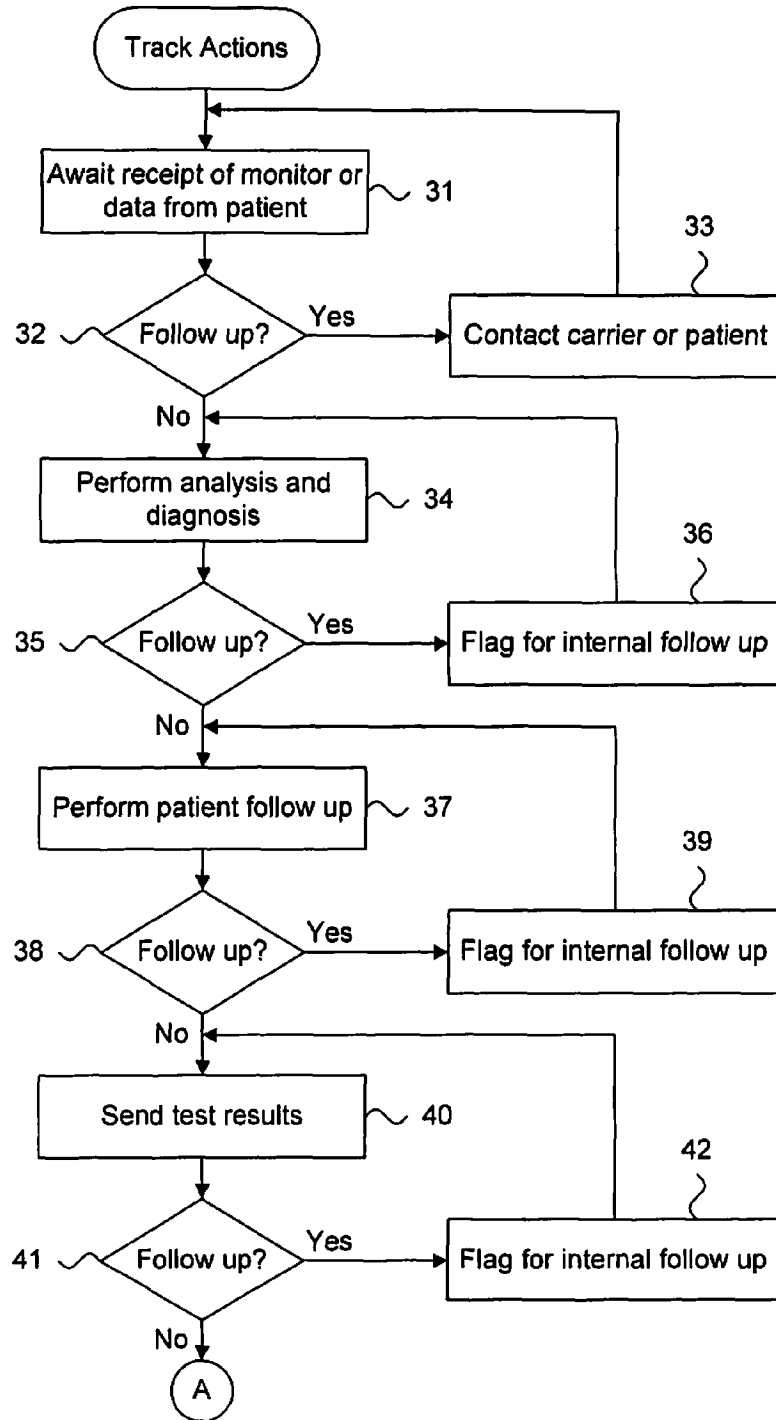 Track Actions
Await receipt of monitor or
data from patient
31
33
32
Follow up?
Yes
Contact carrier or patient
No
Perform analysis and
diagnosis
34
36
35
Follow up?
Yes
Flag for internal follow up
No
Perform patient follow up
37
39
38
Follow up?
Yes
Flag for internal follow up
No
Send test results
40
42
41
Follow up?
Yes
Flag for internal follow up
No
A